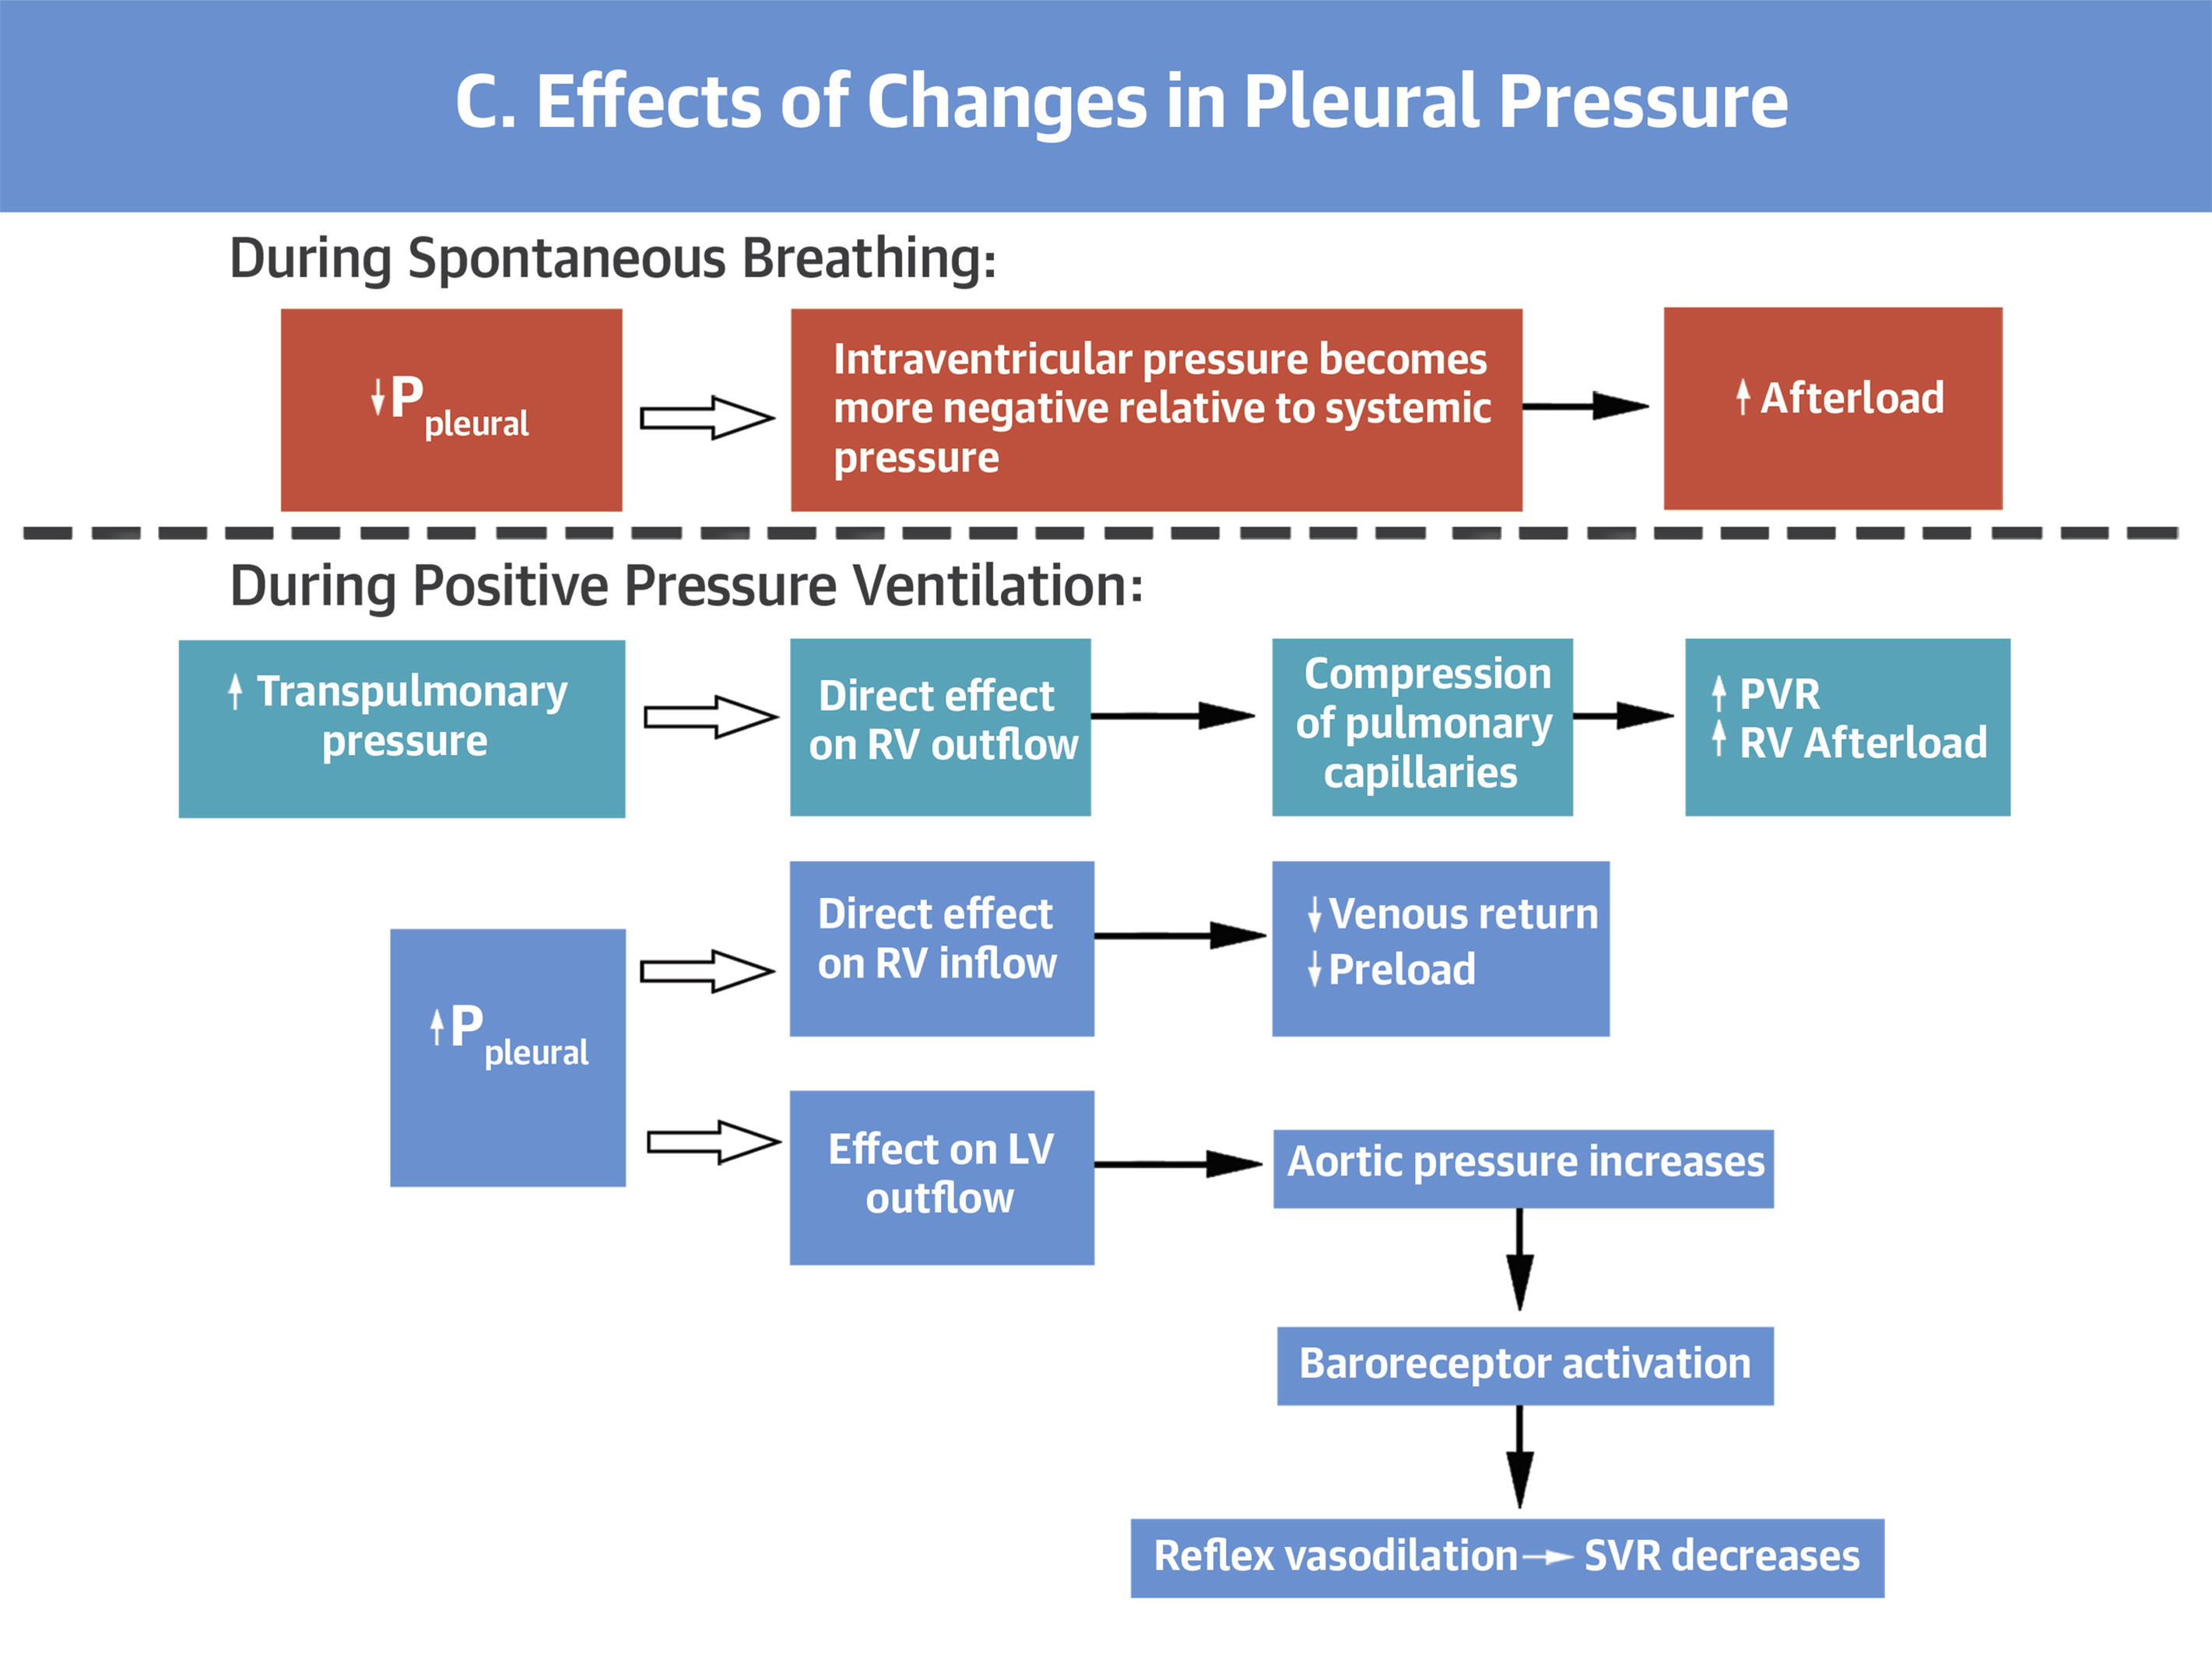 C. Effects of Changes in Pleural Pressure
During Spontaneous Breathing:
↓P pleural
Intraventricular pressure becomes
more negative relative to systemic
pressure
↑ Afterload
During Positive Pressure Ventilation:
↑ Transpulmonary
pressure
Direct effect
on RV outflow
Compression
of pulmonary
capillaries
↑ PVR
↑ RV Afterload
↑P pleural
Direct effect
on RV inflow
↓Venous return
↓Preload
Effect on LV
outflow
Aortic pressure increases
Baroreceptor activation
Reflex vasodilation → SVR decreases